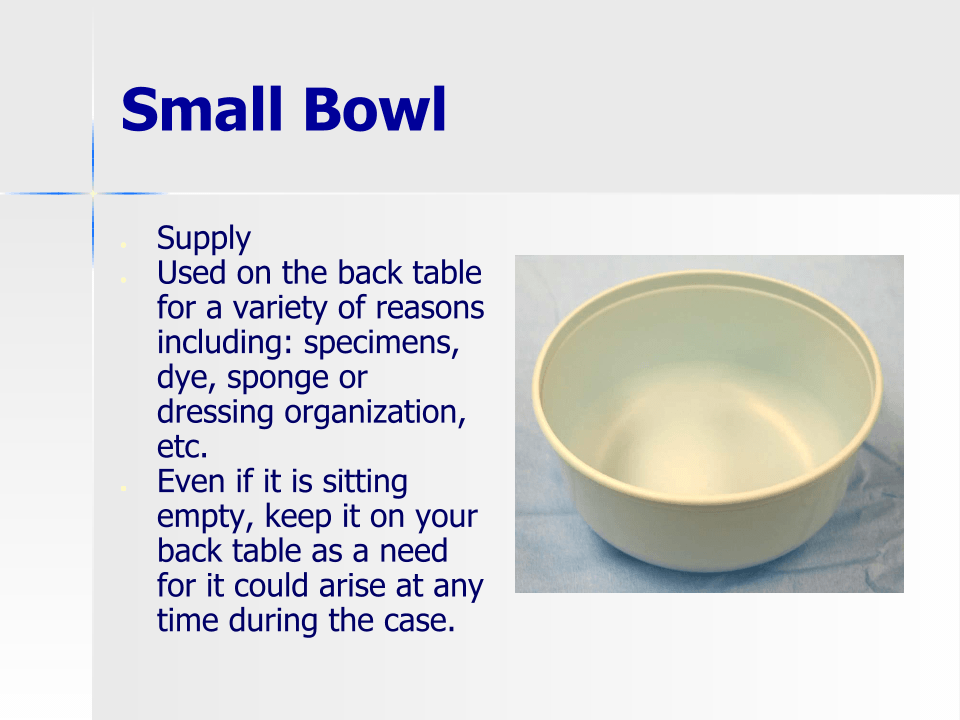 Small Bowl
Supply
Used on the back table
for a variety of reasons
including: specimens,
dye, sponge or
dressing organization,
etc.
Even if it is sitting
empty, keep it on your
back table as a need
for it could arise at any
time during the case.